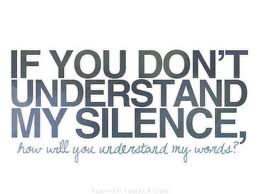 IF YOU DON'T
UNDERSTAND
MY SILENCE,
how will you understand my words?